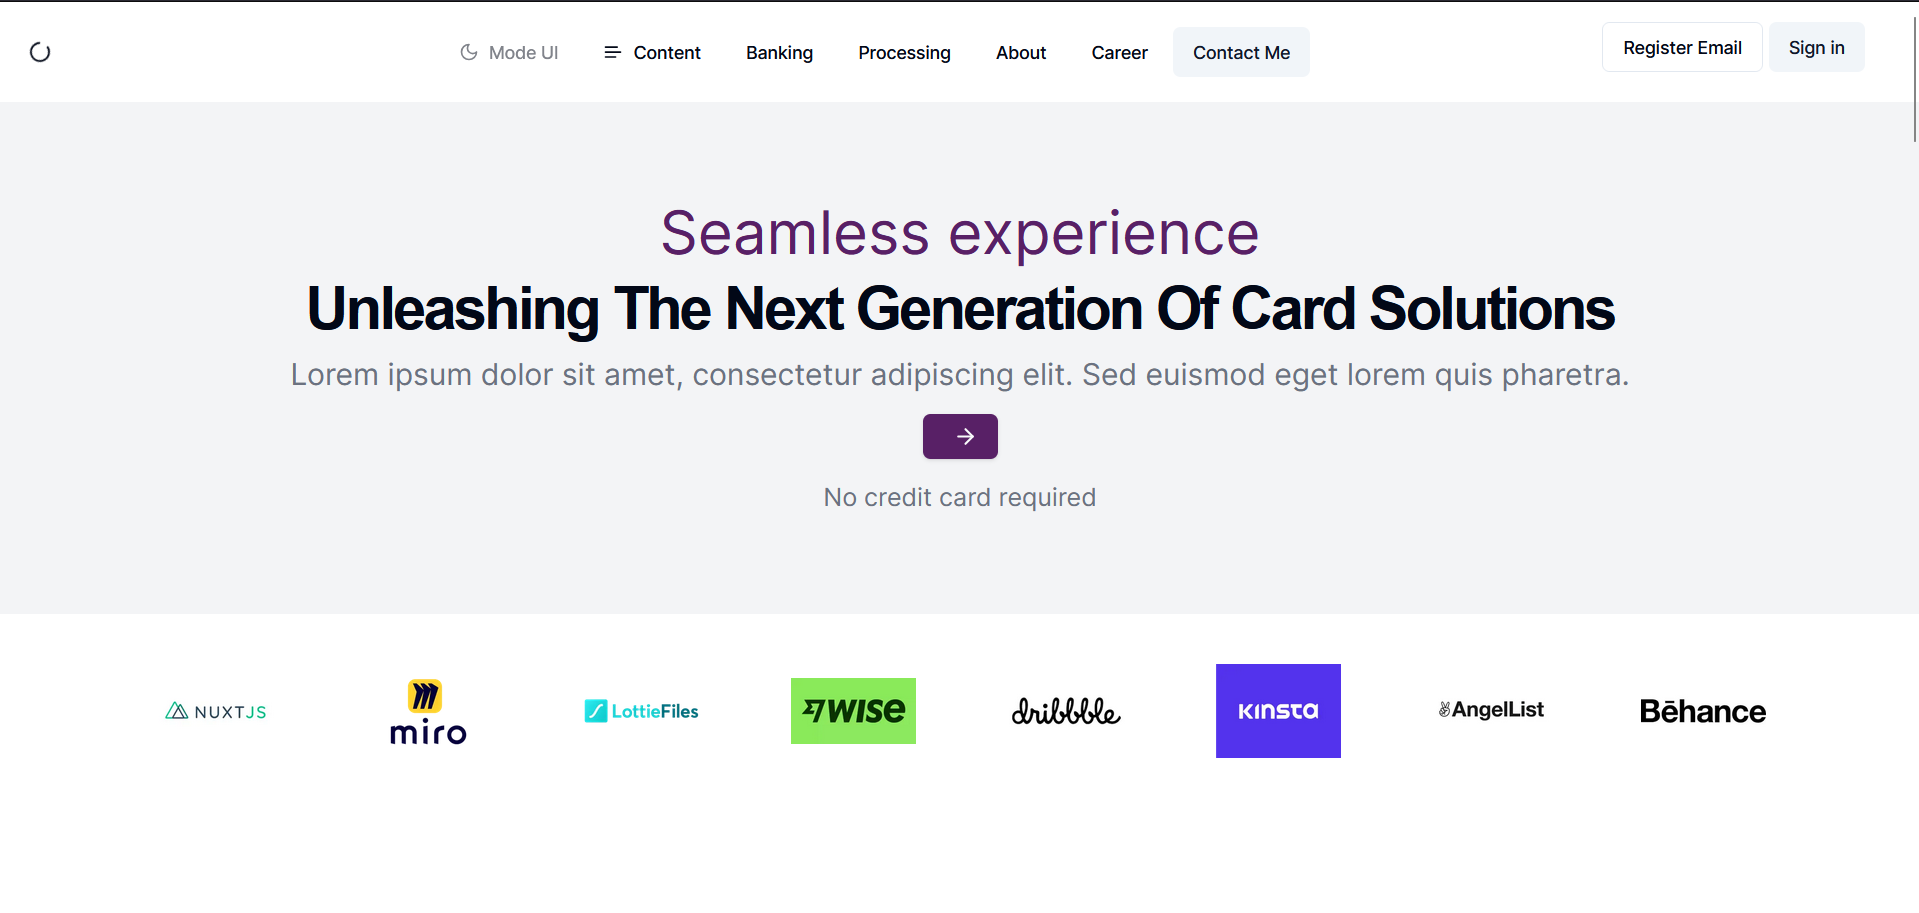 Mode UI
Content
Banking
Processing
About
Career
Contact Me
Register Email
Sign in
Seamless experience
Unleashing The Next Generation Of Card Solutions
Lorem ipsum dolor sit amet, consectetur adipiscing elit. Sed euismod eget lorem quis pharetra.
No credit card required
NUXTJS
miro
LottieFiles
WISE
dribbble
KINSTA
AngelList
Bēhance